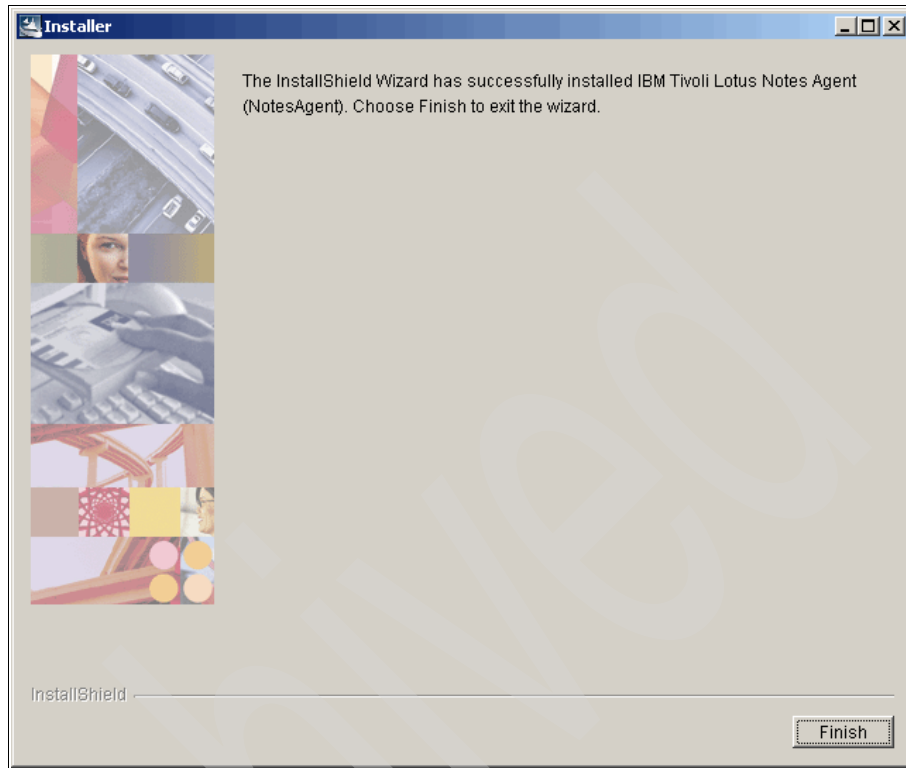 Installer
The InstallShield Wizard has successfully installed IBM Tivoli Lotus Notes Agent
(NotesAgent). Choose Finish to exit the wizard.
InstallShield
Finish